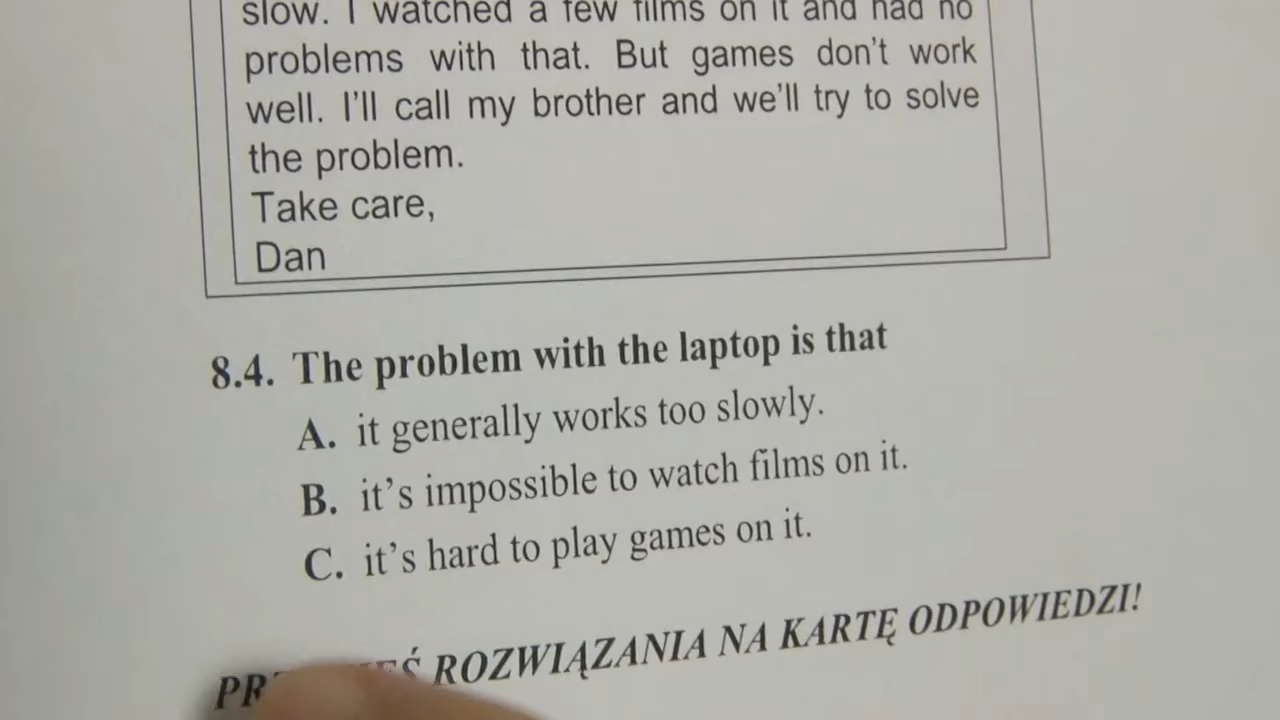 slow. I watched a few films on it and had no
problems with that. But games don't work
well. I'll call my brother and we'll try to solve
the problem.
Take care,
Dan
8.4. The problem with the laptop is that
A. it generally works too slowly.
B. it's impossible to watch films on it.
C. it's hard to play games on it.
ROZWIĄZANIA NA KARTĘ ODPOWIEDZI!